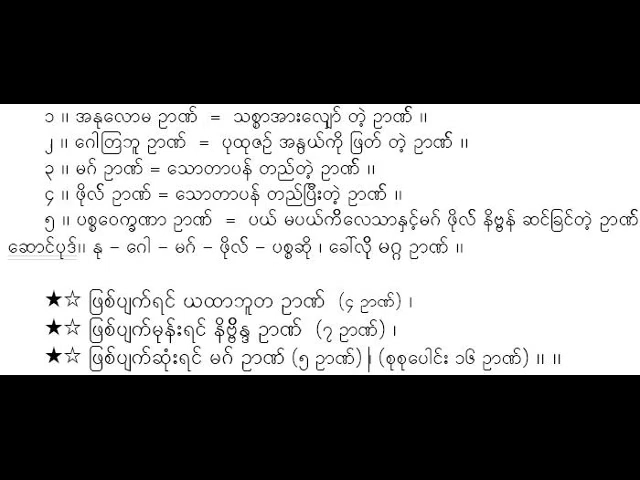 ၁ ။ အနုလောမ ဉာဏ် = သစ္စာအားလျော် တဲ့ ဉာဏ် ။
၂ ။ ဂေါတြဘူ ဉာဏ် = ပုထုဇဉ် အနွယ်ကို ဖြတ် တဲ့ ဉာဏ် ။
၃ ။ မဂ် ဉာဏ် = သောတာပန် တည်တဲ့ ဉာဏ် ။
၄ ။ ဖိုလ် ဉာဏ် = သောတာပန် တည်ပြီးတဲ့ ဉာဏ် ။
၅ ။ ပစ္စဝေက္ခဏာ ဉာဏ် = ပယ် မပယ်ကိလေသာနှင့်မဂ် ဖိုလ် နိဗ္ဗန် ဆင်ခြင်တဲ့ ဉာဏ်
ဆောင်ပုဒ်။ နု – ဂေါ – မဂ် – ဖိုလ် – ပစ္စဆို ၊ ခေါ်လိုမဂ္ဂ ဉာဏ် ။
★☆ ဖြစ်ပျက်ရင် ယထာဘူတ ဉာဏ် (၄ ဉာဏ်) ၊
★☆ ဖြစ်ပျက်မုန်းရင် နိဗ္ဗိန္ဒ ဉာဏ် (၇ ဉာဏ်) ၊
★☆ ဖြစ်ပျက်ဆုံးရင် မဂ် ဉာဏ် (၅ ဉာဏ်) ၊ (စုစုပေါင်း ၁၆ ဉာဏ်) ။ ။